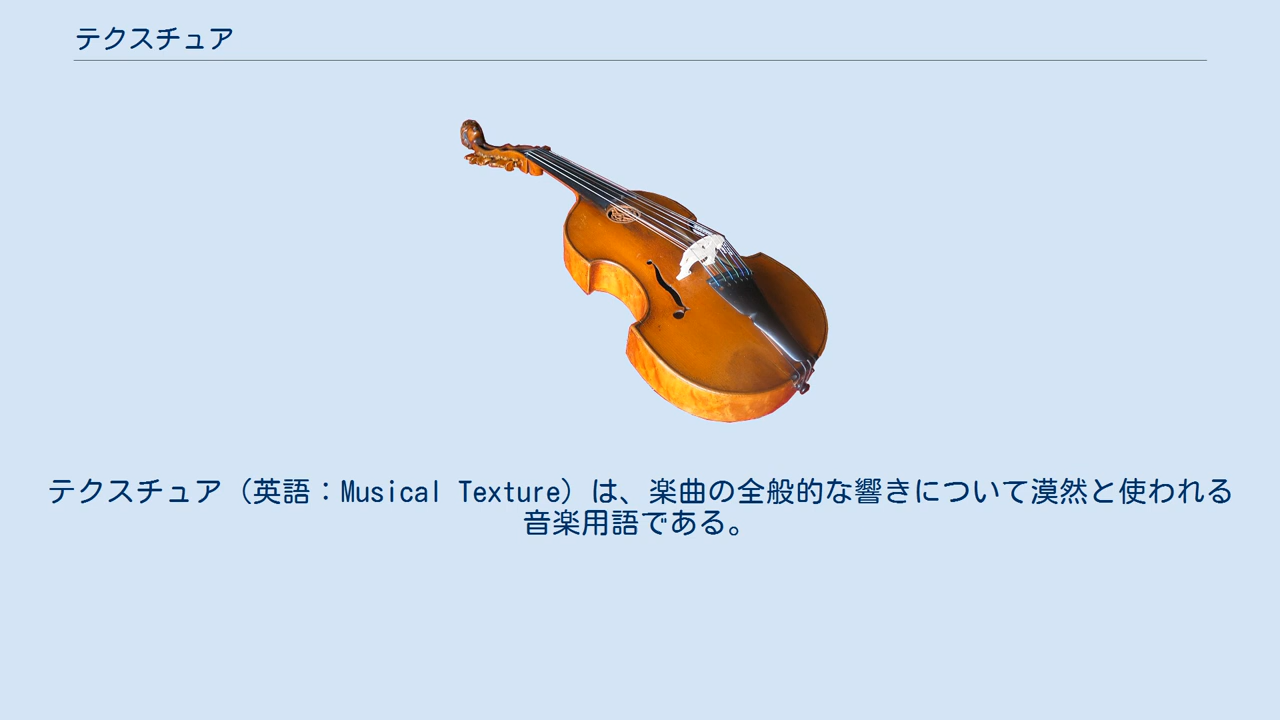 テクスチュア
テクスチュア（英語：Musical Texture）は、楽曲の全般的な響きについて漠然と使われる
音楽用語である。